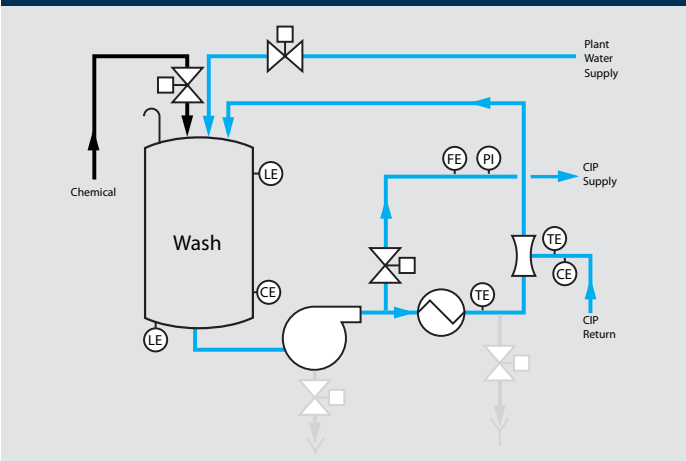 Plant
Water
Supply
FE
PI
CIP
Supply
LE
Chemical
Wash
TE
CE
CE
TE
LE
CIP
Return